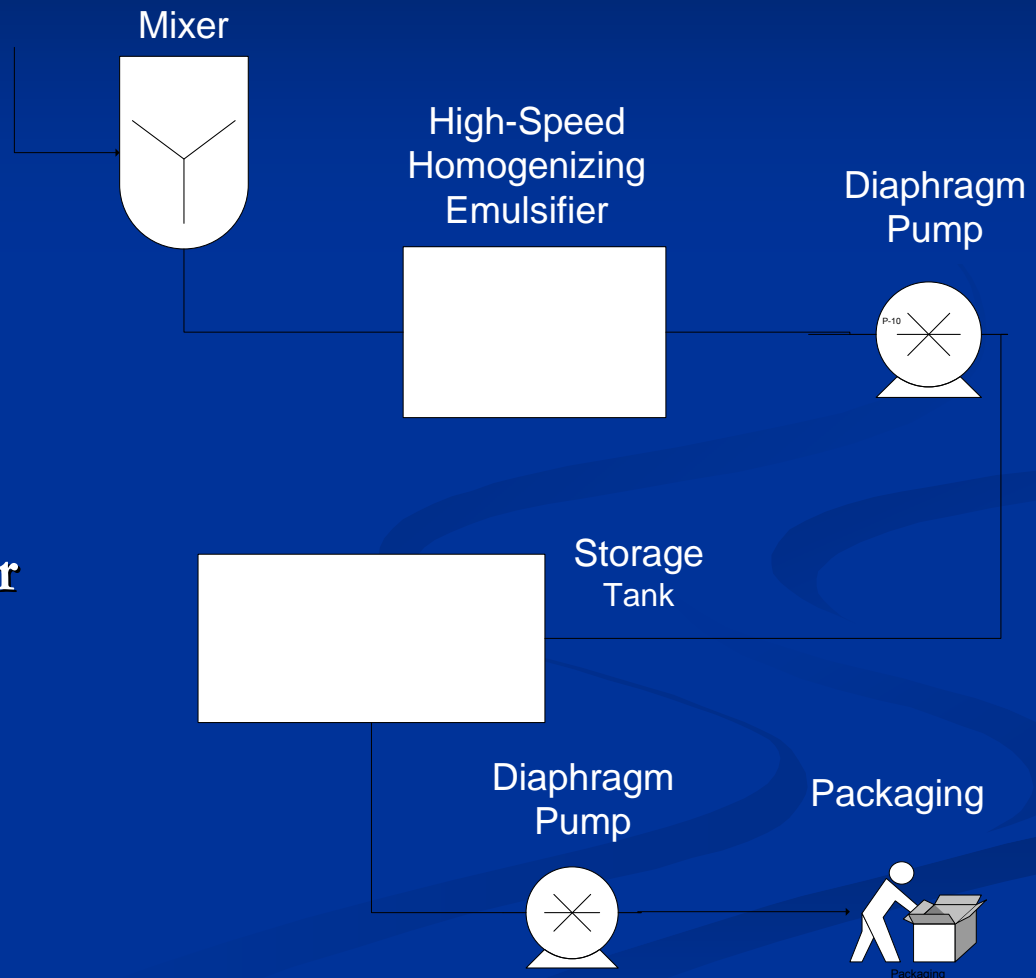 Mixer
High-Speed
Homogenizing
Emulsifier
Diaphragm
Pump
P-10
r
Storage
Tank
Diaphragm
Pump
Packaging
Packaging